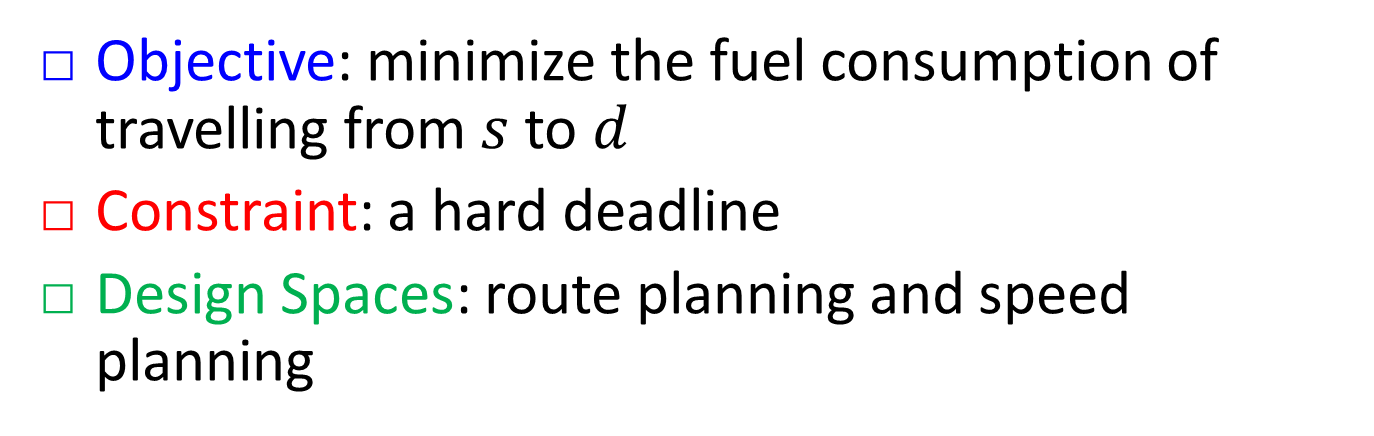 □ Objective: minimize the fuel consumption of
travelling from s to d
□ Constraint: a hard deadline
□ Design Spaces: route planning and speed
planning